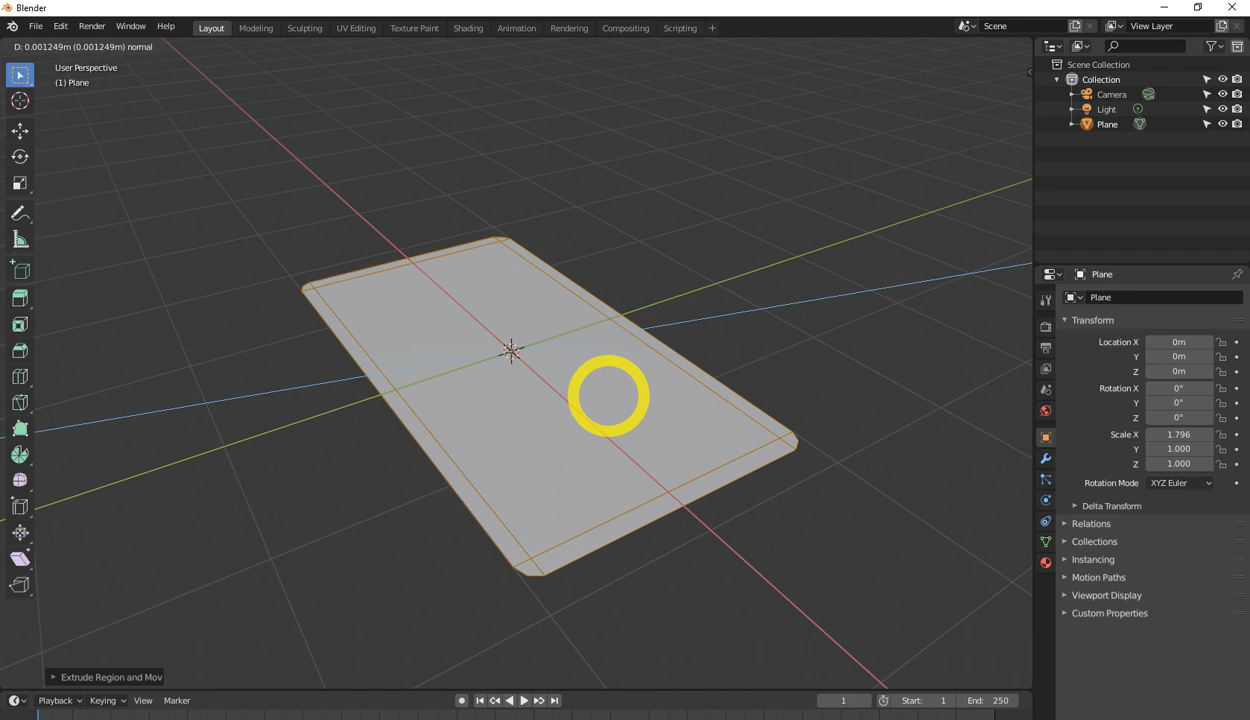 Blender
File Edit Render Window Help Layout Modeling Sculpting UV Editing Texture Paint Shading Animation Rendering Compositing Scripting + Scene View Layer
D: 0.001249m (0.001249m) normal
User Perspective
(1) Plane
Scene Collection
Collection
Camera
Light
Plane
Plane
Plane
Transform
Location X 0m
Y 0m
Z 0m
Rotation X 0°
Y 0°
Z 0°
Scale X 1.796
Y 1.000
Z 1.000
Rotation Mode XYZ Euler
Delta Transform
Relations
Collections
Instancing
Motion Paths
Viewport Display
Custom Properties
Extrude Region and Mov
Playback Keying View Marker 1 Start: 1 End: 250